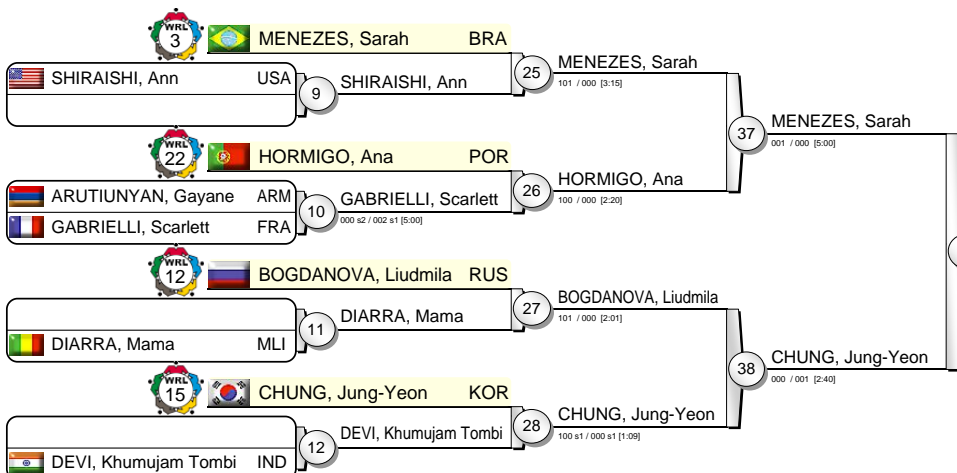 WRL
3
MENEZES, Sarah BRA
SHIRAISHI, Ann USA
9
SHIRAISHI, Ann
25
MENEZES, Sarah
101 / 000 [3:15]
37
MENEZES, Sarah
001 / 000 [5:00]
WRL
22
HORMIGO, Ana POR
ARUTIUNYAN, Gayane ARM
GABRIELLI, Scarlett FRA
10
GABRIELLI, Scarlett
000 s2 / 002 s1 [5:00]
26
HORMIGO, Ana
100 / 000 [2:20]
WRL
12
BOGDANOVA, Liudmila RUS
DIARRA, Mama MLI
11
DIARRA, Mama
27
BOGDANOVA, Liudmila
101 / 000 [2:01]
38
CHUNG, Jung-Yeon
000 / 001 [2:40]
WRL
15
CHUNG, Jung-Yeon KOR
DEVI, Khumujam Tombi IND
12
DEVI, Khumujam Tombi
28
CHUNG, Jung-Yeon
100 s1 / 000 s1 [1:09]